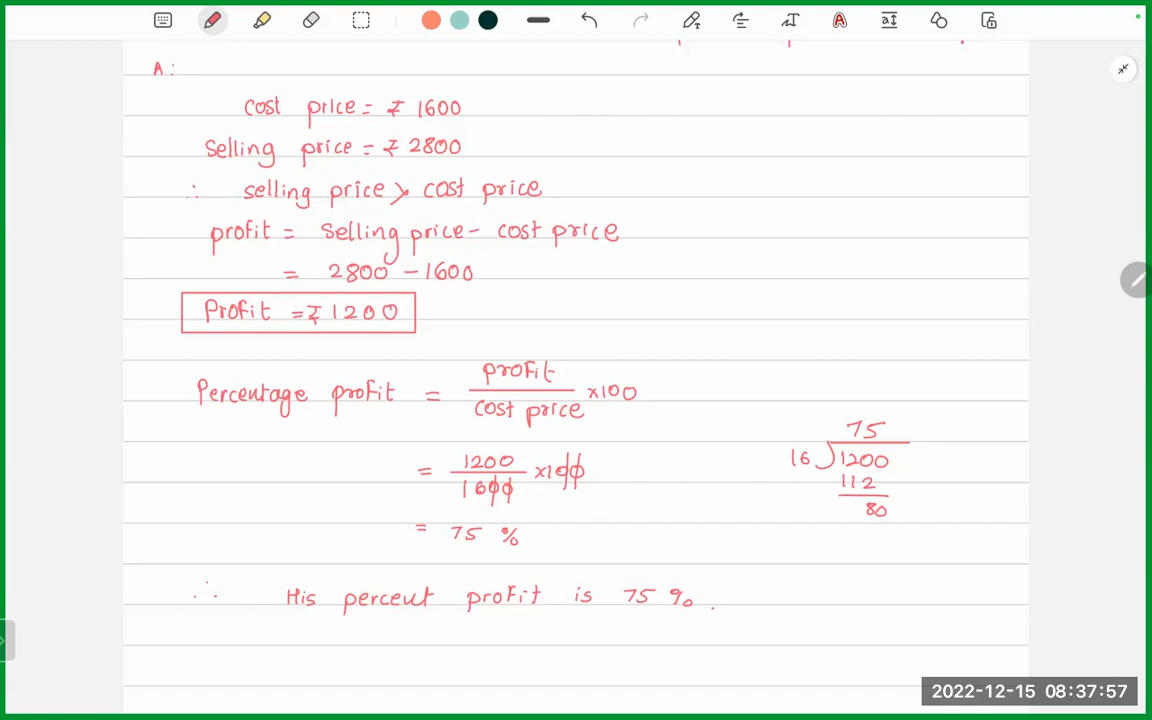 A:
cost price = ₹ 1600
Selling price = ₹ 2800
∴ selling price > cost price
profit = Selling price - cost price
= 2800 - 1600
Profit = ₹ 1200
Percentage profit = profit / cost price × 100
= 1200 / 1600 × 100
= 75 %
75
16 ) 1200
112
80
∴ His percent profit is 75 %.
2022-12-15 08:37:57